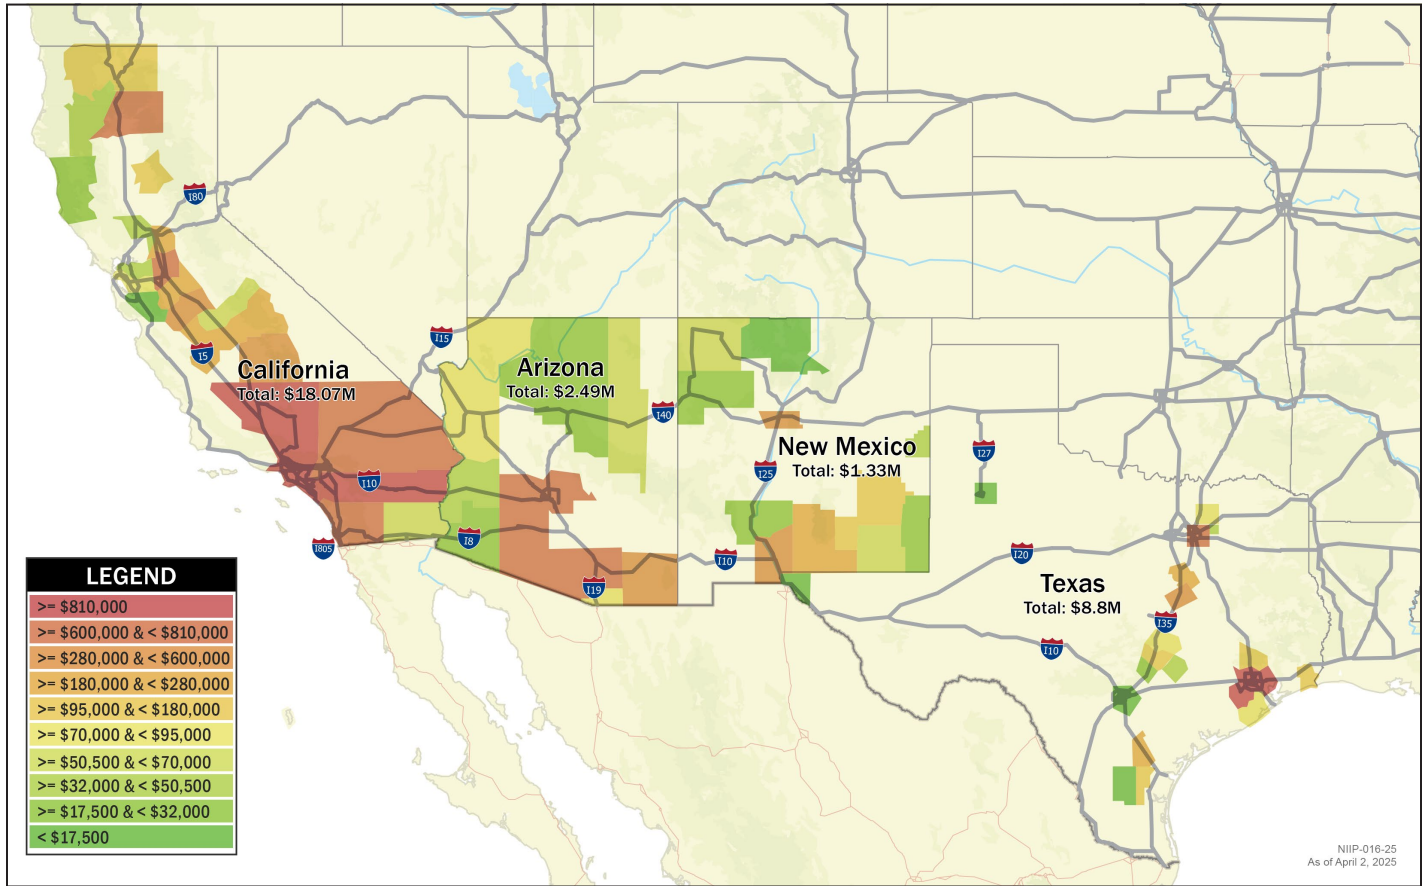 I80
I15
I5
California
Total: $18.07M
Arizona
Total: $2.49M
I40
New Mexico
Total: $1.33M
I27
I25
I10
I8
I805
I10
I20
I19
Texas
Total: $8.8M
I35
I10
LEGEND
>= $810,000
>= $600,000 & < $810,000
>= $280,000 & < $600,000
>= $180,000 & < $280,000
>= $95,000 & < $180,000
>= $70,000 & < $95,000
>= $50,500 & < $70,000
>= $32,000 & < $50,500
>= $17,500 & < $32,000
< $17,500
NIIP-016-25
As of April 2, 2025